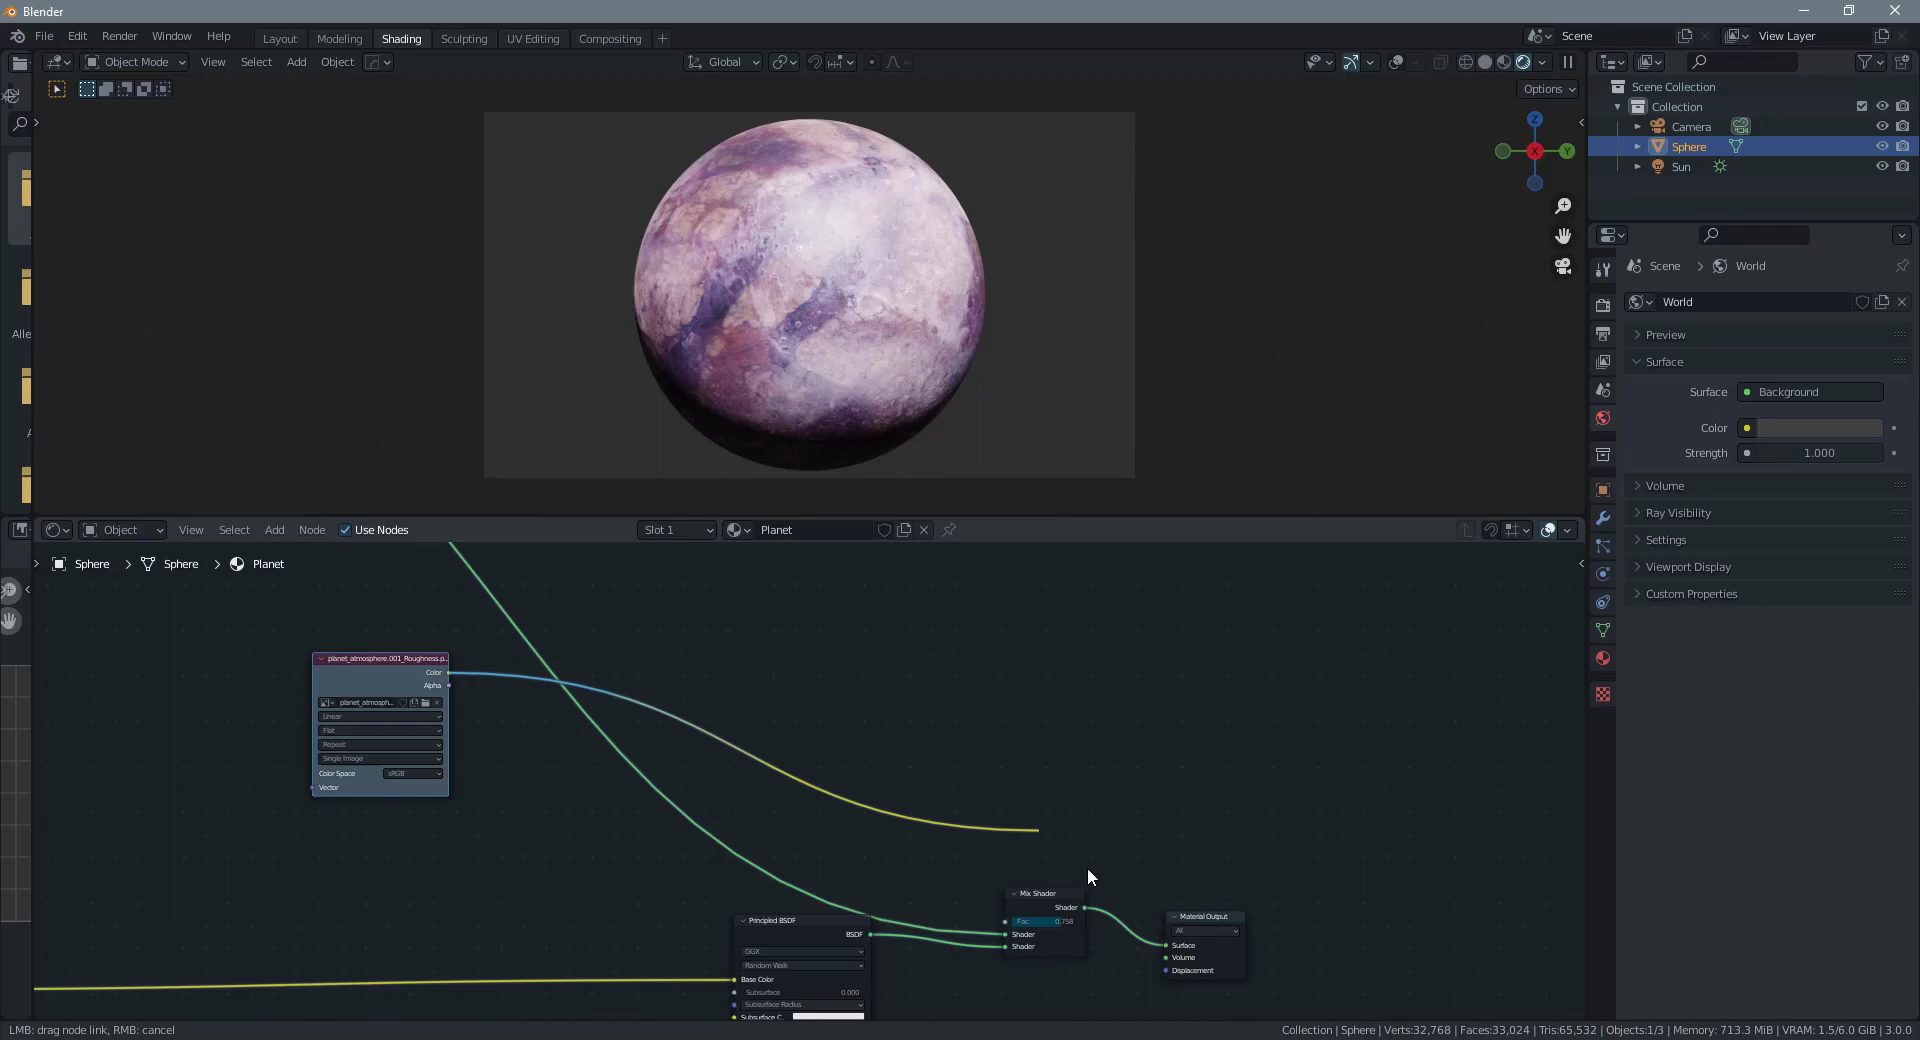 Blender
File Edit Render Window Help Layout Modeling Shading Sculpting UV Editing Compositing + Scene View Layer
Object Mode View Select Add Object Global
Options
Z
X Y
Scene Collection
Collection
Camera
Sphere
Sun
Scene > World
World
Preview
Surface
Surface Background
Color
Strength 1.000
Volume
Ray Visibility
Settings
Viewport Display
Custom Properties
Alle
Object View Select Add Node Use Nodes Slot 1 Planet
Sphere > Sphere > Planet
planet_atmosphere.001_Roughness.p...
Color
Alpha
planet_atmosph...
Linear
Flat
Repeat
Single Image
Color Space sRGB
Vector
Mix Shader
Shader
Fac 0.758
Shader
Shader
Material Output
All
Surface
Volume
Displacement
Principled BSDF
BSDF
GGX
Random Walk
Base Color
Subsurface 0.000
Subsurface Radius
Subsurface C..
LMB: drag node link, RMB: cancel
Collection | Sphere | Verts:32,768 | Faces:33,024 | Tris:65,532 | Objects:1/3 | Memory: 713.3 MiB | VRAM: 1.5/6.0 GiB | 3.0.0